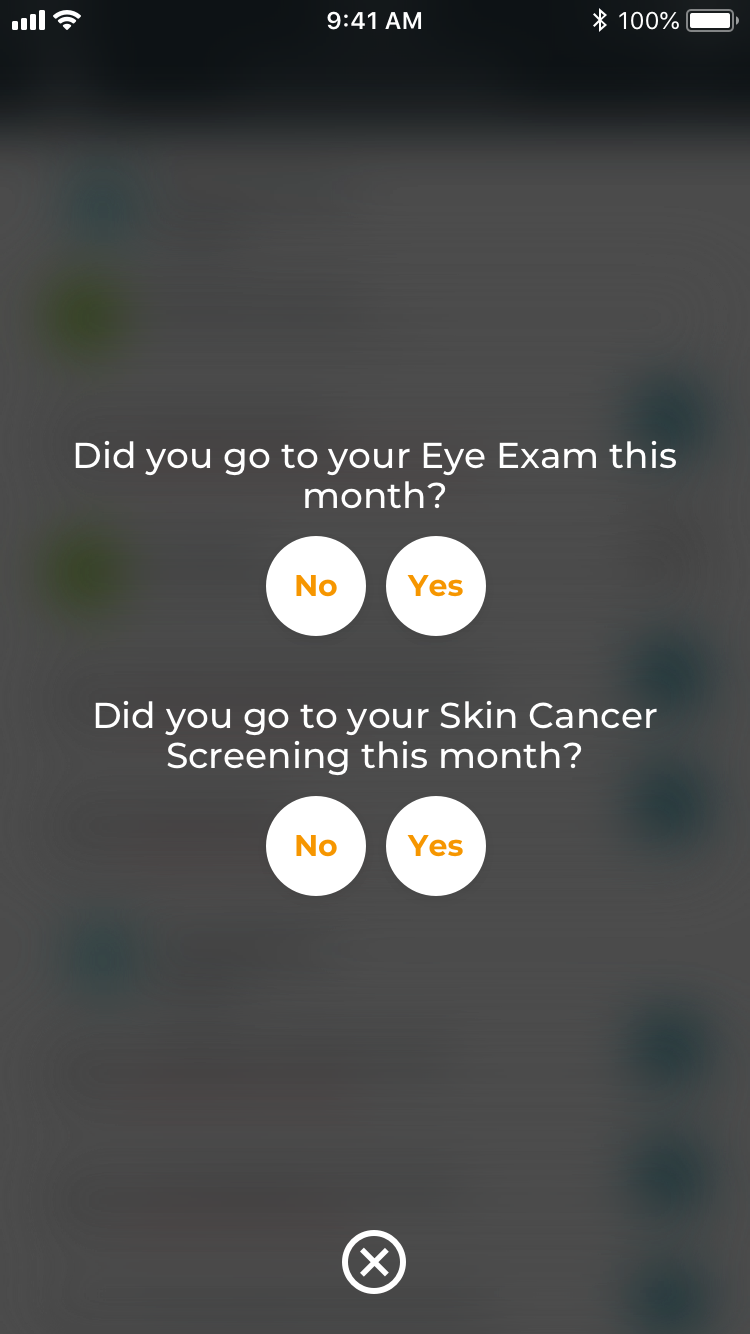 9:41 AM
100%
Did you go to your Eye Exam this
month?
No Yes
Did you go to your Skin Cancer
Screening this month?
No Yes